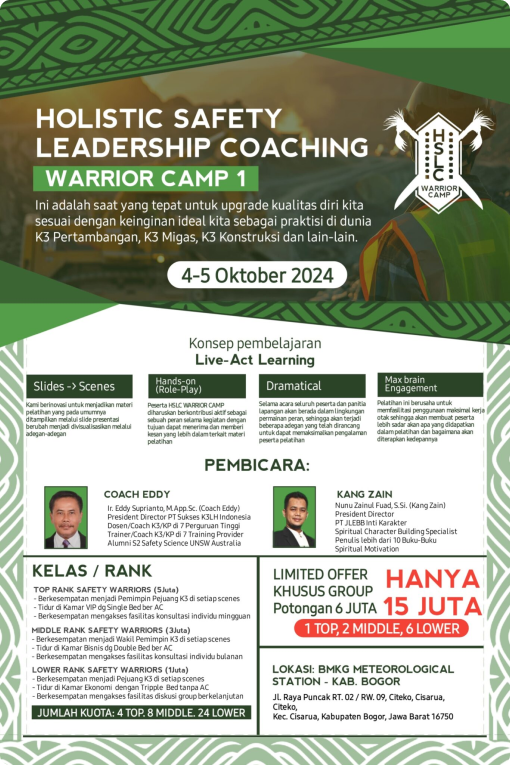 HOLISTIC SAFETY
LEADERSHIP COACHING
WARRIOR CAMP 1
HSLC
WARRIOR
CAMP
Ini adalah saat yang tepat untuk upgrade kualitas diri kita
sesuai dengan keinginan ideal kita sebagai praktisi di dunia
K3 Pertambangan, K3 Migas, K3 Konstruksi dan lain-lain.
4-5 Oktober 2024
Konsep pembelajaran
Live-Act Learning
Slides -> Scenes
Kami berinovasi untuk menjadikan materi
pelatihan yang pada umumnya
ditampilkan melalui slide presentasi
berubah menjadi divisualisasikan melalui
adegan-adegan
Hands-on
(Role-Play)
Peserta HSLC WARRIOR CAMP
diharuskan berkontribusi aktif sebagai
sebuah peran selama kegiatan dengan
tujuan dapat menerima dan memberi
kesan yang lebih dalam terkait materi
pelatihan
Dramatical
Selama acara seluruh peserta dan panitia
lapangan akan berada dalam lingkungan
permainan peran, sehingga akan terjadi
beberapa adegan yang telah dirancang
untuk dapat memaksimalkan pengalaman
peserta pelatihan
Max brain
Engagement
Pelatihan ini berusaha untuk
memfasilitasi penggunaan maksimal kerja
otak sehingga akan membuat peserta
lebih sadar akan apa yang didapatkan
dalam pelatihan dan bagaimana akan
diterapkan kedepannya
PEMBICARA:
COACH EDDY
Ir. Eddy Suprianto, M.App.Sc. (Coach Eddy)
President Director PT Sukses K3LH Indonesia
Dosen/Coach K3/KP di 7 Perguruan Tinggi
Trainer/Coach K3/KP di 7 Training Provider
Alumni S2 Safety Science UNSW Australia
KANG ZAIN
Nunu Zainul Fuad, S.Si. (Kang Zain)
President Director
PT JLEBB Inti Karakter
Spiritual Character Building Specialist
Penulis lebih dari 10 Buku-Buku
Spiritual Motivation
KELAS / RANK
TOP RANK SAFETY WARRIORS (5Juta)
- Berkesempatan menjadi Pemimpin Pejuang K3 di setiap scenes
- Tidur di Kamar VIP dg Single Bed ber AC
- Berkesempatan mengakses fasilitas konsultasi individu mingguan
MIDDLE RANK SAFETY WARRIORS (3Juta)
- Berkesempatan menjadi Wakil Pemimpin K3 di setiap scenes
- Tidur di Kamar Bisnis dg Double Bed ber AC
- Berkesempatan mengakses fasilitas konsultasi individu bulanan
LOWER RANK SAFETY WARRIORS (1Juta)
- Berkesempatan menjadi Pejuang K3 di setiap scenes
- Tidur di Kamar Ekonomi dengan Tripple Bed tanpa AC
- Berkesempatan mengakses fasilitas diskusi group berkelanjutan
JUMLAH KUOTA: 4 TOP. 8 MIDDLE. 24 LOWER
LIMITED OFFER
KHUSUS GROUP
Potongan 6 JUTA
HANYA
15 JUTA
1 TOP, 2 MIDDLE, 6 LOWER
LOKASI: BMKG METEOROLOGICAL
STATION - KAB. BOGOR
Jl. Raya Puncak RT. 02 / RW. 09, Citeko, Cisarua,
Citeko,
Kec. Cisarua, Kabupaten Bogor, Jawa Barat 16750